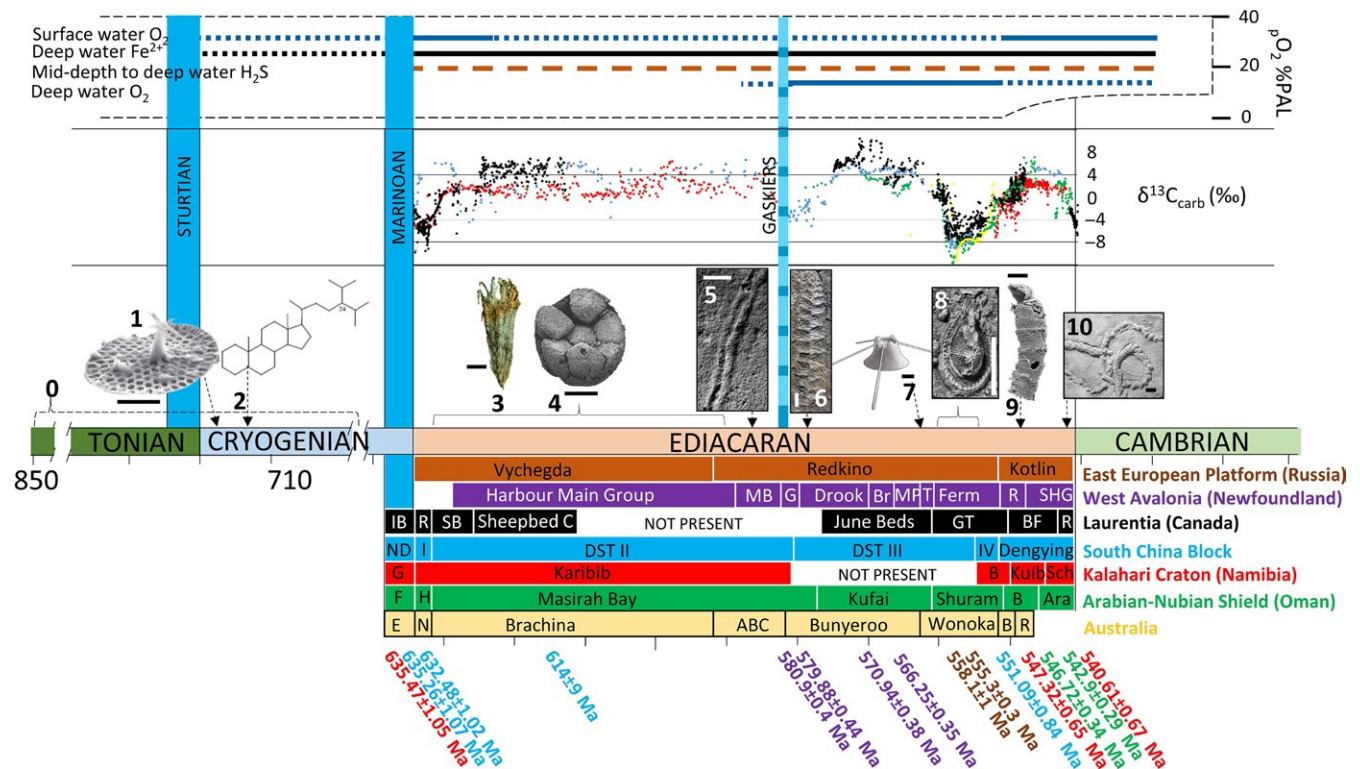 Surface water O2
Deep water Fe2+
Mid-depth to deep water H2S
Deep water O2
40
20
0
pO2 %PAL
STURTIAN
MARINOAN
GASKIERS
8
4
0
−4
−8
δ13Ccarb (‰)
0
1
2
24
3
4
5
6
7
8
9
10
TONIAN
CRYOGENIAN
EDIACARAN
CAMBRIAN
850
710
Vychegda
Redkino
Kotlin
East European Platform (Russia)
Harbour Main Group
MB
G
Drook
Br
MP
T
Ferm
R
SHG
West Avalonia (Newfoundland)
IB
R
SB
Sheepbed C
NOT PRESENT
June Beds
GT
BF
R
Laurentia (Canada)
ND
I
DST II
DST III
IV
Dengying
South China Block
G
Karibib
NOT PRESENT
B
Kuib
Sch
Kalahari Craton (Namibia)
F
H
Masirah Bay
Kufai
Shuram
B
Ara
Arabian-Nubian Shield (Oman)
E
N
Brachina
ABC
Bunyeroo
Wonoka
B
R
Australia
635.47±1.05 Ma
635.26±1.07 Ma
632.48±1.02 Ma
614±9 Ma
580.9±0.4 Ma
579.88±0.44 Ma
570.94±0.38 Ma
566.25±0.35 Ma
558.1±1 Ma
555.3±0.3 Ma
551.09±0.84 Ma
547.32±0.65 Ma
546.72±0.34 Ma
542.9±0.29 Ma
540.61±0.67 Ma